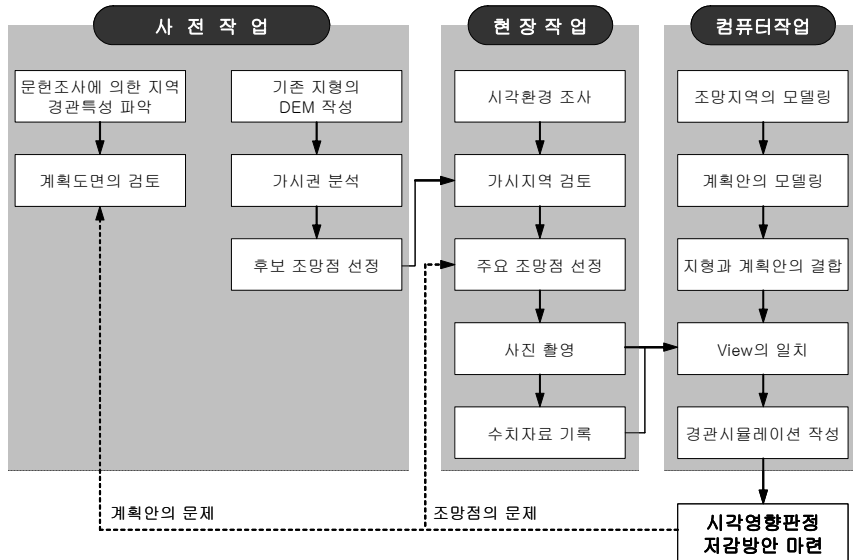 사 전 작 업
문헌조사에 의한 지역
경관특성 파악
계획도면의 검토
기존 지형의
DEM 작성
가시권 분석
후보 조망점 선정
현 장 작 업
시각환경 조사
가시지역 검토
주요 조망점 선정
사진 촬영
수치자료 기록
컴퓨터작업
조망지역의 모델링
계획안의 모델링
지형과 계획안의 결합
View의 일치
경관시뮬레이션 작성
계획안의 문제
조망점의 문제
시각영향판정
저감방안 마련